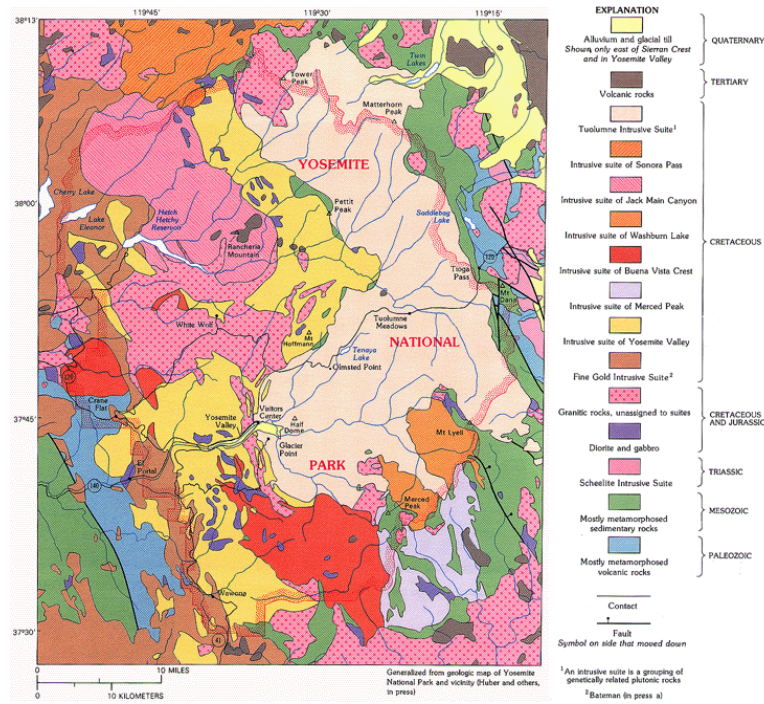 119°45'
119°30'
119°15'
38°13'
Twin
Lakes
Tower
Peak
Matterhorn
Peak
YOSEMITE
Cherry Lake
Lake
Eleanor
Hetch
Hetchy
Reservoir
38°00'
Pettit
Peak
Saddlebag
Lake
Rancheria
Mountain
120
Tioga
Pass
Mt
Dana
White Wolf
Tuolumne
Meadows
Mt
Hoffmann
NATIONAL
Tenaya
Lake
Olmsted Point
120
Crane
Flat
37°45'
Yosemite
Valley
Visitors
Center
Half
Dome
Mt Lyell
Glacier
Point
El
Portal
PARK
140
Merced
Peak
Wawona
37°30'
41
0 10 MILES
0 10 KILOMETERS
Generalized from geologic map of Yosemite
National Park and vicinity (Huber and others,
in press)
EXPLANATION
Alluvium and glacial till
Shown only east of Sierran Crest
and in Yosemite Valley
QUATERNARY
Volcanic rocks
TERTIARY
Tuolumne Intrusive Suite¹
Intrusive suite of Sonora Pass
Intrusive suite of Jack Main Canyon
Intrusive suite of Washburn Lake
CRETACEOUS
Intrusive suite of Buena Vista Crest
Intrusive suite of Merced Peak
Intrusive suite of Yosemite Valley
Fine Gold Intrusive Suite²
Granitic rocks, unassigned to suites
CRETACEOUS
AND JURASSIC
Diorite and gabbro
Scheelite Intrusive Suite
TRIASSIC
Mostly metamorphosed
sedimentary rocks
MESOZOIC
Mostly metamorphosed
volcanic rocks
PALEOZOIC
Contact
Fault
Symbol on side that moved down
¹An intrusive suite is a grouping of
genetically related plutonic rocks
²Bateman (in press a)